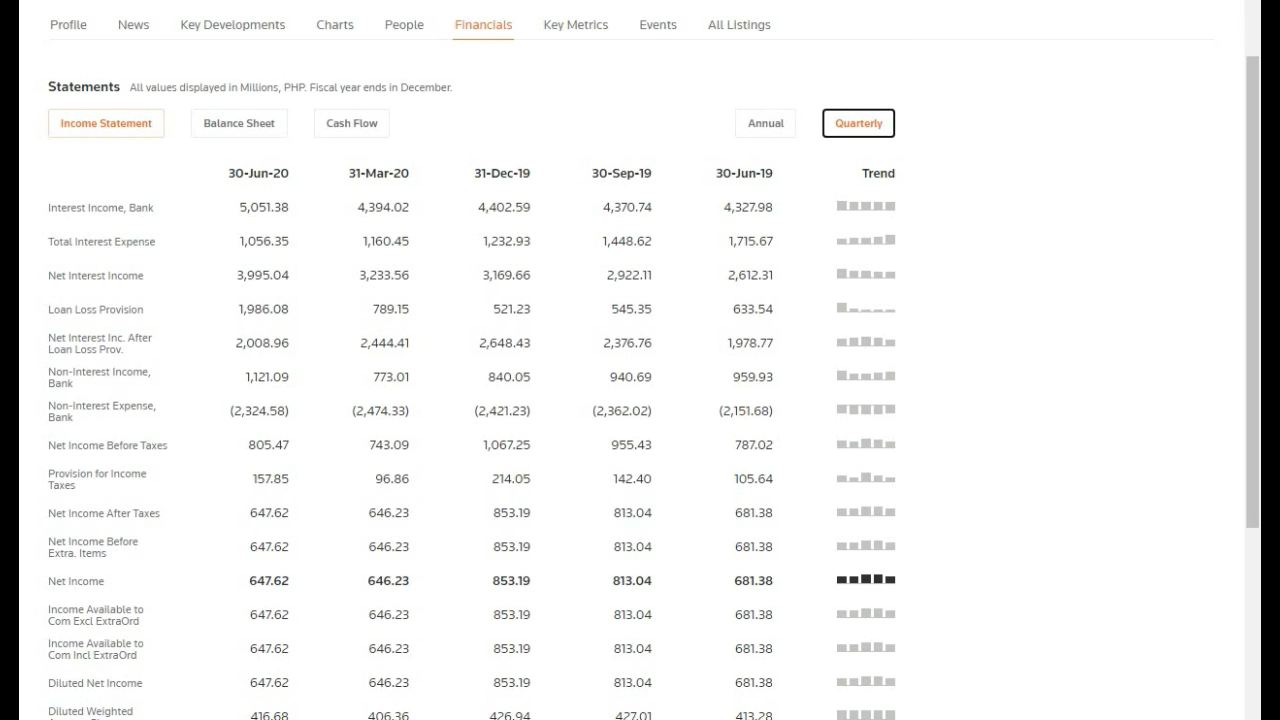 Profile News Key Developments Charts People Financials Key Metrics Events All Listings
Statements All values displayed in Millions, PHP. Fiscal year ends in December.
Income Statement Balance Sheet Cash Flow Annual Quarterly
30-Jun-20 31-Mar-20 31-Dec-19 30-Sep-19 30-Jun-19 Trend
Interest Income, Bank 5,051.38 4,394.02 4,402.59 4,370.74 4,327.98
Total Interest Expense 1,056.35 1,160.45 1,232.93 1,448.62 1,715.67
Net Interest Income 3,995.04 3,233.56 3,169.66 2,922.11 2,612.31
Loan Loss Provision 1,986.08 789.15 521.23 545.35 633.54
Net Interest Inc. After
Loan Loss Prov. 2,008.96 2,444.41 2,648.43 2,376.76 1,978.77
Non-Interest Income,
Bank 1,121.09 773.01 840.05 940.69 959.93
Non-Interest Expense,
Bank (2,324.58) (2,474.33) (2,421.23) (2,362.02) (2,151.68)
Net Income Before Taxes 805.47 743.09 1,067.25 955.43 787.02
Provision for Income
Taxes 157.85 96.86 214.05 142.40 105.64
Net Income After Taxes 647.62 646.23 853.19 813.04 681.38
Net Income Before
Extra. Items 647.62 646.23 853.19 813.04 681.38
Net Income 647.62 646.23 853.19 813.04 681.38
Income Available to
Com Excl ExtraOrd 647.62 646.23 853.19 813.04 681.38
Income Available to
Com Incl ExtraOrd 647.62 646.23 853.19 813.04 681.38
Diluted Net Income 647.62 646.23 853.19 813.04 681.38
Diluted Weighted 416.68 406.36 426.94 427.01 413.28